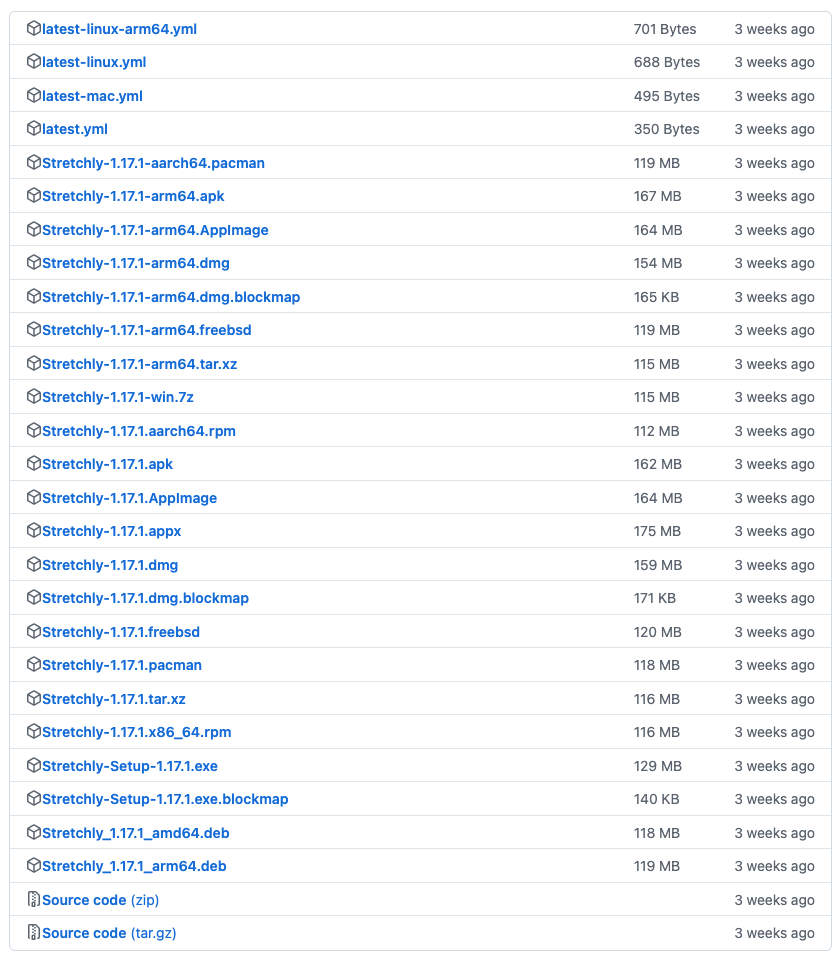 latest-linux-arm64.yml 701 Bytes 3 weeks ago
latest-linux.yml 688 Bytes 3 weeks ago
latest-mac.yml 495 Bytes 3 weeks ago
latest.yml 350 Bytes 3 weeks ago
Stretchly-1.17.1-aarch64.pacman 119 MB 3 weeks ago
Stretchly-1.17.1-arm64.apk 167 MB 3 weeks ago
Stretchly-1.17.1-arm64.AppImage 164 MB 3 weeks ago
Stretchly-1.17.1-arm64.dmg 154 MB 3 weeks ago
Stretchly-1.17.1-arm64.dmg.blockmap 165 KB 3 weeks ago
Stretchly-1.17.1-arm64.freebsd 119 MB 3 weeks ago
Stretchly-1.17.1-arm64.tar.xz 115 MB 3 weeks ago
Stretchly-1.17.1-win.7z 115 MB 3 weeks ago
Stretchly-1.17.1.aarch64.rpm 112 MB 3 weeks ago
Stretchly-1.17.1.apk 162 MB 3 weeks ago
Stretchly-1.17.1.AppImage 164 MB 3 weeks ago
Stretchly-1.17.1.appx 175 MB 3 weeks ago
Stretchly-1.17.1.dmg 159 MB 3 weeks ago
Stretchly-1.17.1.dmg.blockmap 171 KB 3 weeks ago
Stretchly-1.17.1.freebsd 120 MB 3 weeks ago
Stretchly-1.17.1.pacman 118 MB 3 weeks ago
Stretchly-1.17.1.tar.xz 116 MB 3 weeks ago
Stretchly-1.17.1.x86_64.rpm 116 MB 3 weeks ago
Stretchly-Setup-1.17.1.exe 129 MB 3 weeks ago
Stretchly-Setup-1.17.1.exe.blockmap 140 KB 3 weeks ago
Stretchly_1.17.1_amd64.deb 118 MB 3 weeks ago
Stretchly_1.17.1_arm64.deb 119 MB 3 weeks ago
Source code (zip) 3 weeks ago
Source code (tar.gz) 3 weeks ago